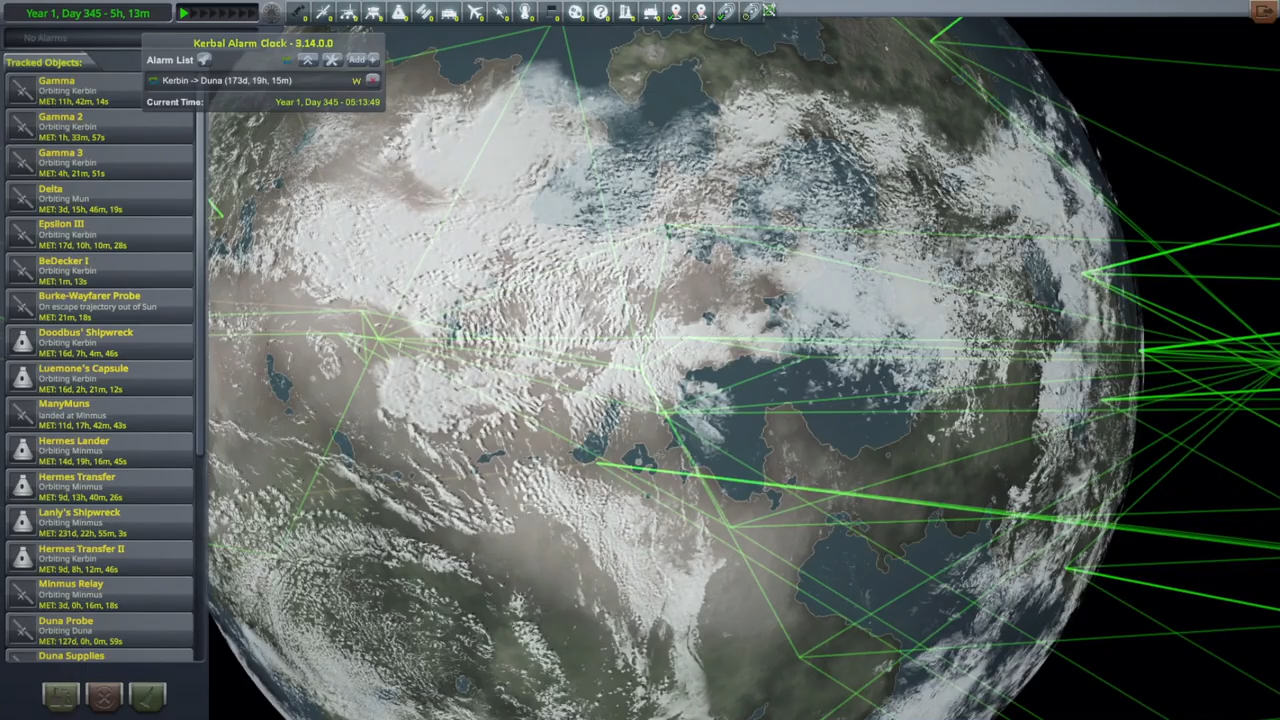 Year 1, Day 345 - 5h, 13m
No Alarms
Kerbal Alarm Clock - 3.14.0.0
Alarm List
Add +
Kerbin -> Duna (173d, 19h, 15m)
W
Current Time:
Year 1, Day 345 - 05:13:49
Tracked Objects:
Gamma
Orbiting Kerbin
MET: 11h, 42m, 14s
Gamma 2
Orbiting Kerbin
MET: 1h, 33m, 57s
Gamma 3
Orbiting Kerbin
MET: 4h, 21m, 51s
Delta
Orbiting Mun
MET: 3d, 15h, 46m, 19s
Epsilon III
Orbiting Kerbin
MET: 17d, 10h, 10m, 28s
BeDecker I
Orbiting Kerbin
MET: 1m, 13s
Burke-Wayfarer Probe
On escape trajectory out of Sun
MET: 21m, 18s
Doodbus' Shipwreck
Orbiting Kerbin
MET: 16d, 7h, 4m, 46s
Luemone's Capsule
Orbiting Kerbin
MET: 16d, 2h, 21m, 12s
ManyMuns
landed at Minmus
MET: 11d, 17h, 42m, 43s
Hermes Lander
Orbiting Minmus
MET: 14d, 19h, 16m, 45s
Hermes Transfer
Orbiting Minmus
MET: 9d, 13h, 40m, 26s
Lanly's Shipwreck
Orbiting Minmus
MET: 231d, 22h, 55m, 3s
Hermes Transfer II
Orbiting Kerbin
MET: 9d, 8h, 12m, 46s
Minmus Relay
Orbiting Minmus
MET: 3d, 0h, 16m, 18s
Duna Probe
Orbiting Duna
MET: 127d, 0h, 0m, 59s
Duna Supplies